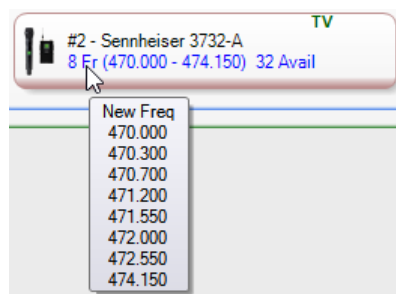 TV
#2 - Sennheiser 3732-A
8 Fr (470.000 - 474.150) 32 Avail
New Freq
470.000
470.300
470.700
471.200
471.550
472.000
472.550
474.150